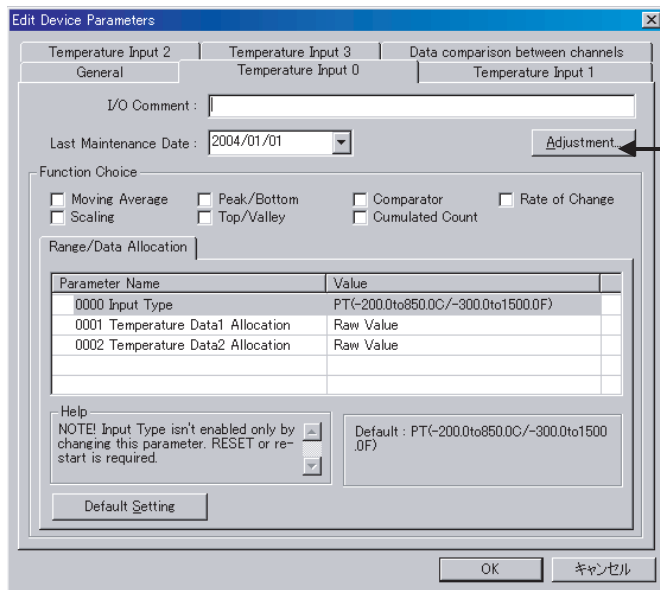 Edit Device Parameters
Temperature Input 2
Temperature Input 3
Data comparison between channels
General
Temperature Input 0
Temperature Input 1
I/O Comment :
Last Maintenance Date :
2004/01/01
Adjustment...
Function Choice
Moving Average
Peak/Bottom
Comparator
Rate of Change
Scaling
Top/Valley
Cumulated Count
Range/Data Allocation
Parameter Name
Value
0000 Input Type
PT(-200.0to850.0C/-300.0to1500.0F)
0001 Temperature Data1 Allocation
Raw Value
0002 Temperature Data2 Allocation
Raw Value
Help
NOTE! Input Type isn't enabled only by
changing this parameter. RESET or re-
start is required.
Default : PT(-200.0to850.0C/-300.0to1500
.0F)
Default Setting
OK
キャンセル